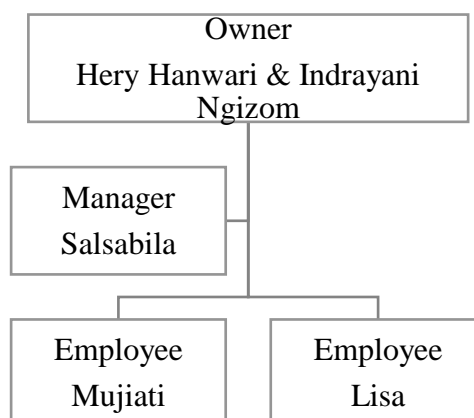 Owner
Hery Hanwari & Indrayani
Ngizom
Manager
Salsabila
Employee
Mujiati
Employee
Lisa